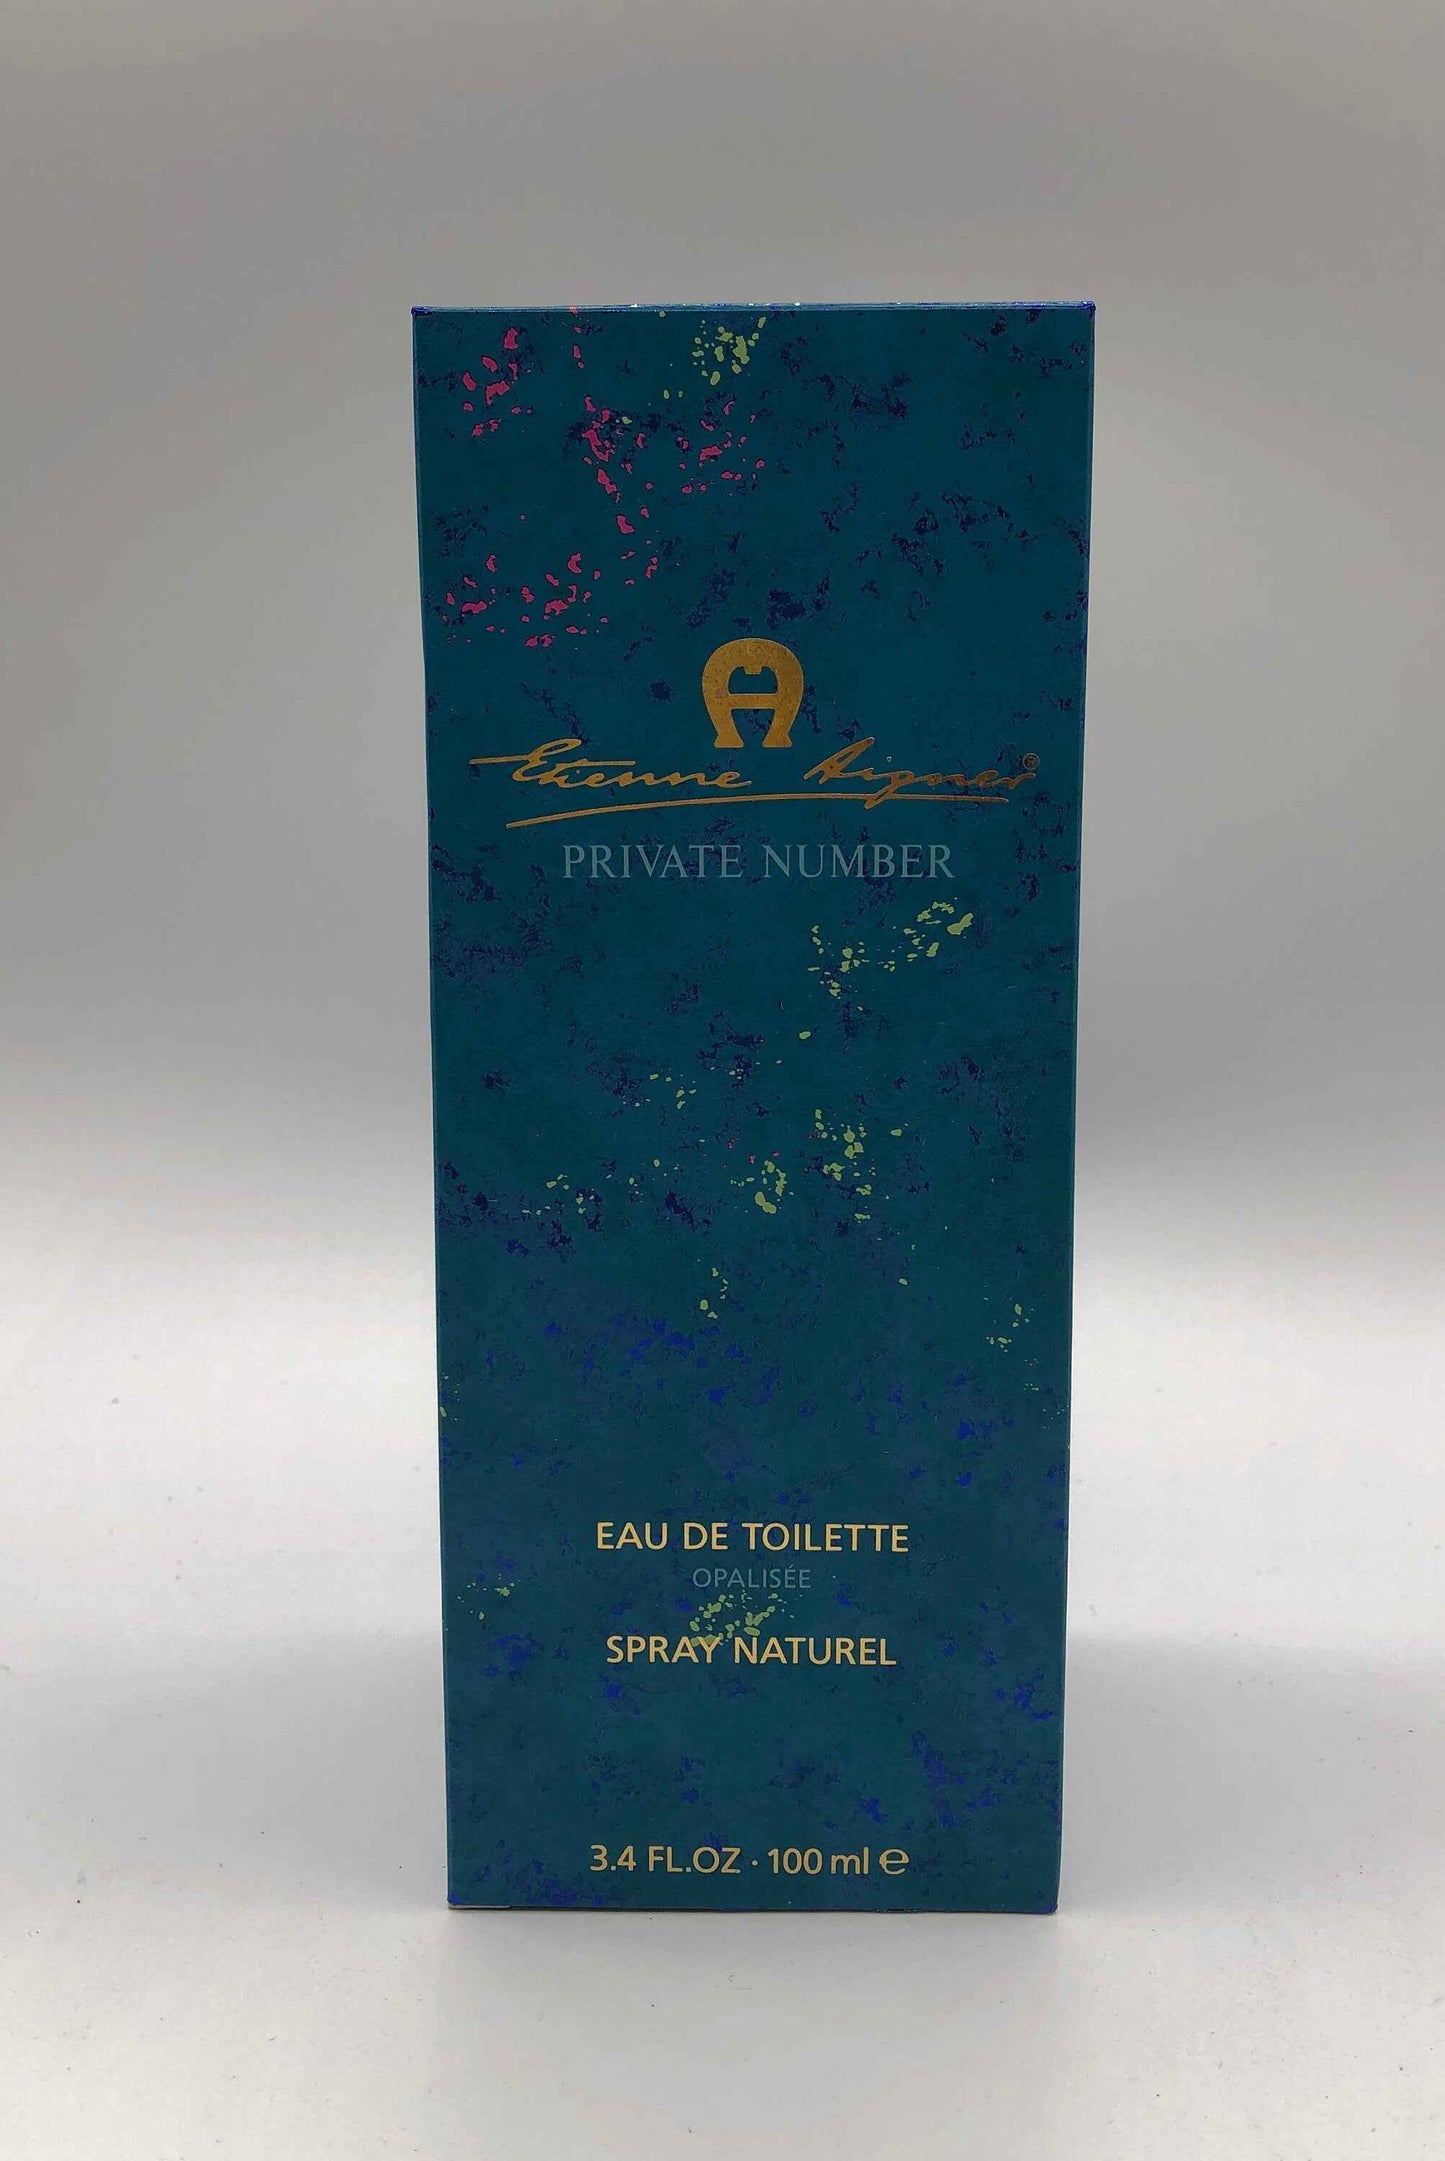 Etienne Aigner®
PRIVATE NUMBER
EAU DE TOILETTE
OPALISÉE
SPRAY NATUREL
3.4 FL.OZ · 100 ml ℮